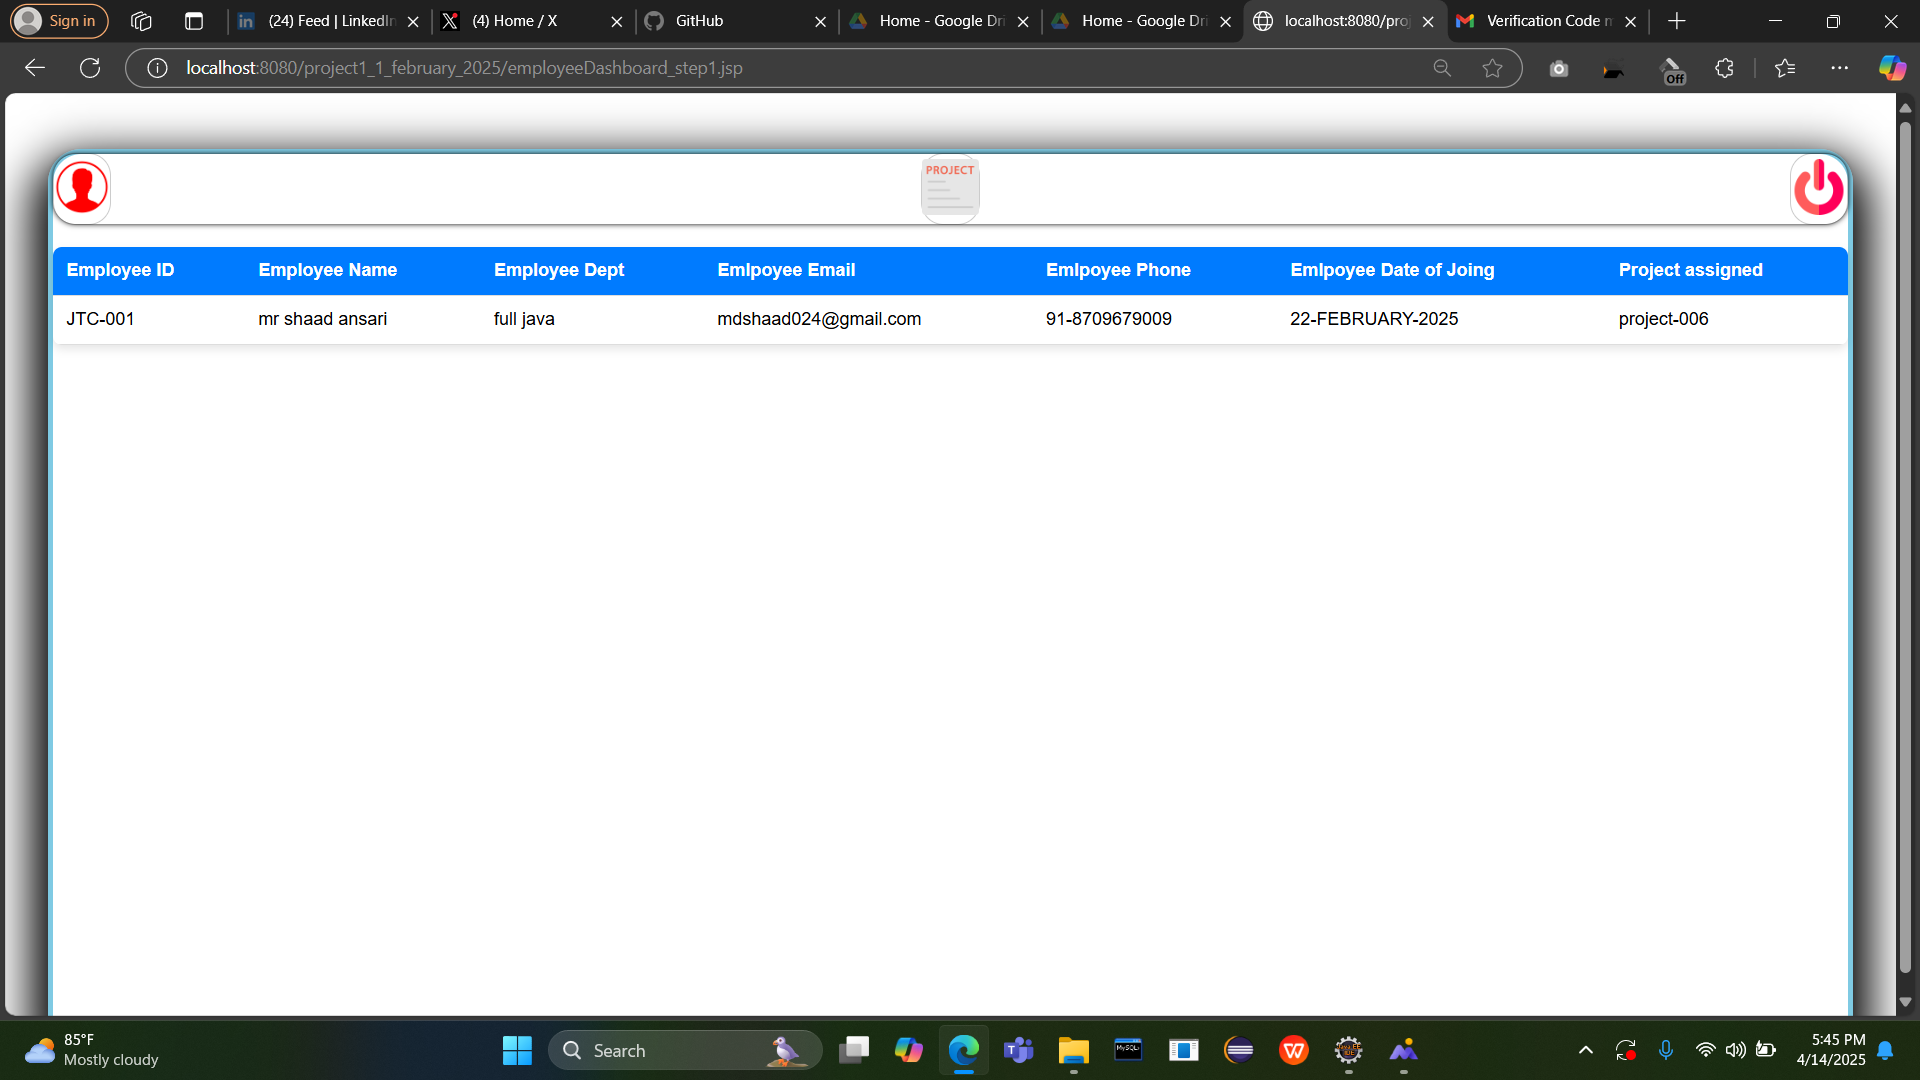 Sign in
(24) Feed | LinkedIn
(4) Home / X
GitHub
Home - Google Dri
Home - Google Dri
localhost:8080/proj
Verification Code m
localhost:8080/project1_1_february_2025/employeeDashboard_step1.jsp
Off
PROJECT
Employee ID Employee Name Employee Dept Emlpoyee Email Emlpoyee Phone Emlpoyee Date of Joing Project assigned
JTC-001 mr shaad ansari full java mdshaad024@gmail.com 91-8709679009 22-FEBRUARY-2025 project-006
85°F
Mostly cloudy
Search
MySQL
5:45 PM
4/14/2025